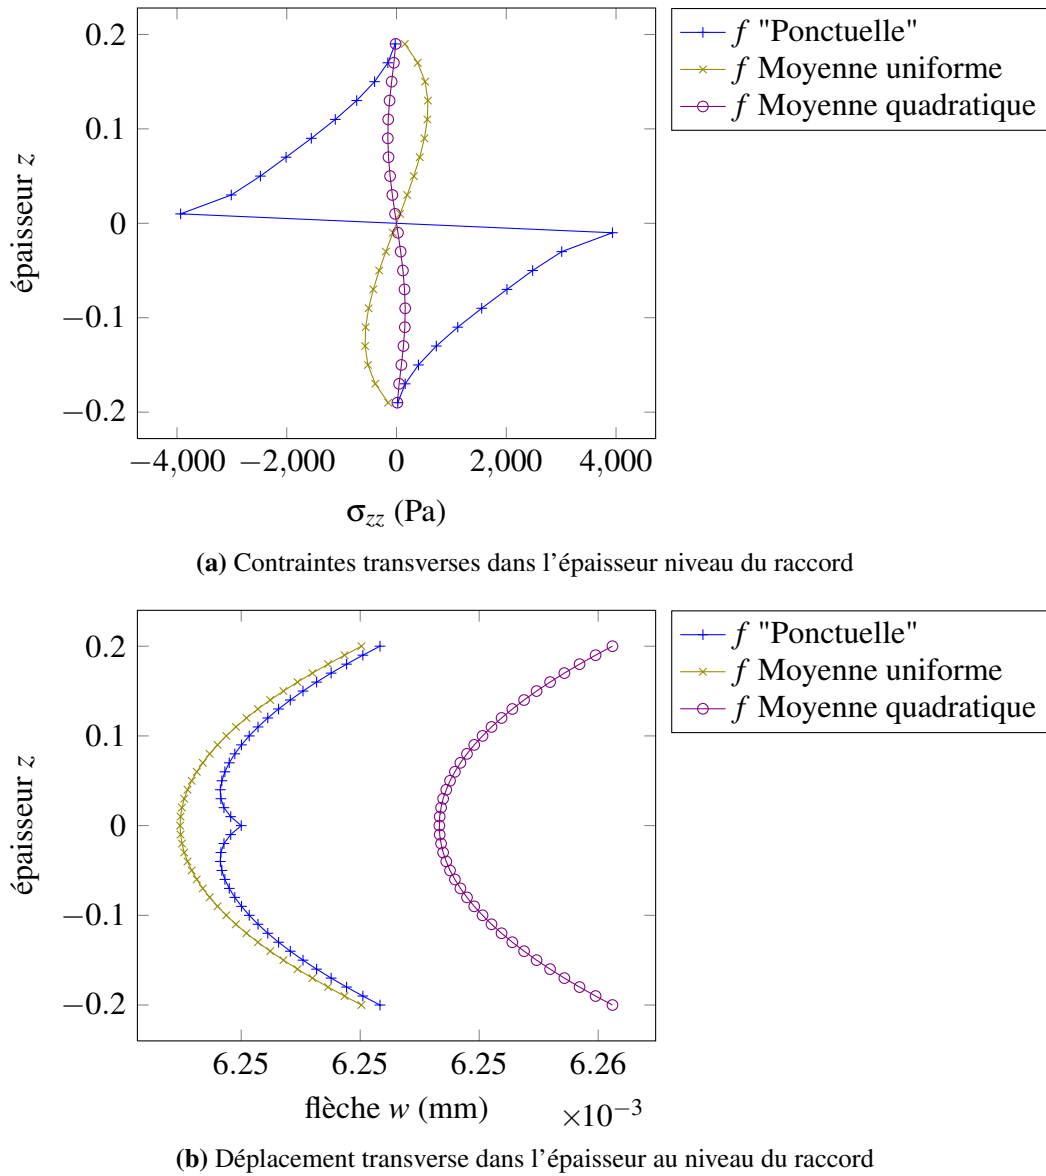 0.2
0.1
0
−0.1
−0.2
épaisseur z
−4,000 −2,000 0 2,000 4,000
σzz (Pa)
f "Ponctuelle"
f Moyenne uniforme
f Moyenne quadratique
(a) Contraintes transverses dans l'épaisseur niveau du raccord
0.2
0.1
0
−0.1
−0.2
épaisseur z
6.25 6.25 6.25 6.26
flèche w (mm) ×10−3
f "Ponctuelle"
f Moyenne uniforme
f Moyenne quadratique
(b) Déplacement transverse dans l'épaisseur au niveau du raccord